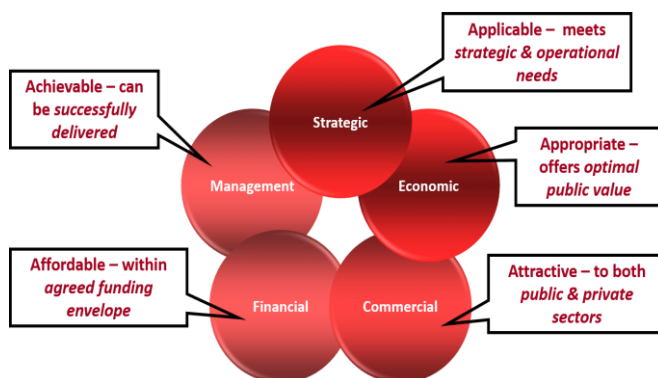 Applicable – meets
strategic & operational
needs
Achievable – can
be successfully
delivered
Strategic
Appropriate –
offers optimal
public value
Management
Economic
Affordable – within
agreed funding
envelope
Attractive – to both
public & private
sectors
Financial
Commercial